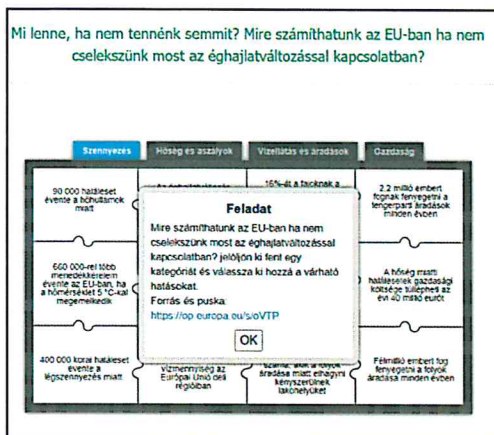 Mi lenne, ha nem tennénk semmit? Mire számíthatunk az EU-ban ha nem
cselekszünk most az éghajlatváltozással kapcsolatban?
Szennyezés
Hőség és aszályok
Vízellátás és áradások
Gazdaság
90 000 haláleset
évente a hőhullámok
miatt
16%-át a fajoknak a
2,2 millió embert
fognak fenyegetni a
tengerparti áradások
minden évben
Feladat
Mire számíthatunk az EU-ban ha nem
cselekszünk most az éghajlatváltozással
kapcsolatban? jelöljön ki fent egy
kategóriát és válassza ki hozzá a várható
hatásokat.
Forrás és puska:
https://op.europa.eu/s/oVTP
OK
660 000-rel több
menedékkérelem
évente az EU-ban, ha
a hőmérséklet 5 °C-kal
megemelkedik
A hőség miatti
halálesetek gazdasági
költsége túllépheti az
évi 40 millió eurót
400 000 korai haláleset
évente a
légszennyezés miatt
vízmennyiség az
Európai Unió déli
régióiban
száma, akik a folyók
áradása miatt elhagyni
kényszerülnek
lakóhelyüket
Félmillió embert fog
fenyegetni a folyók
áradása minden évben